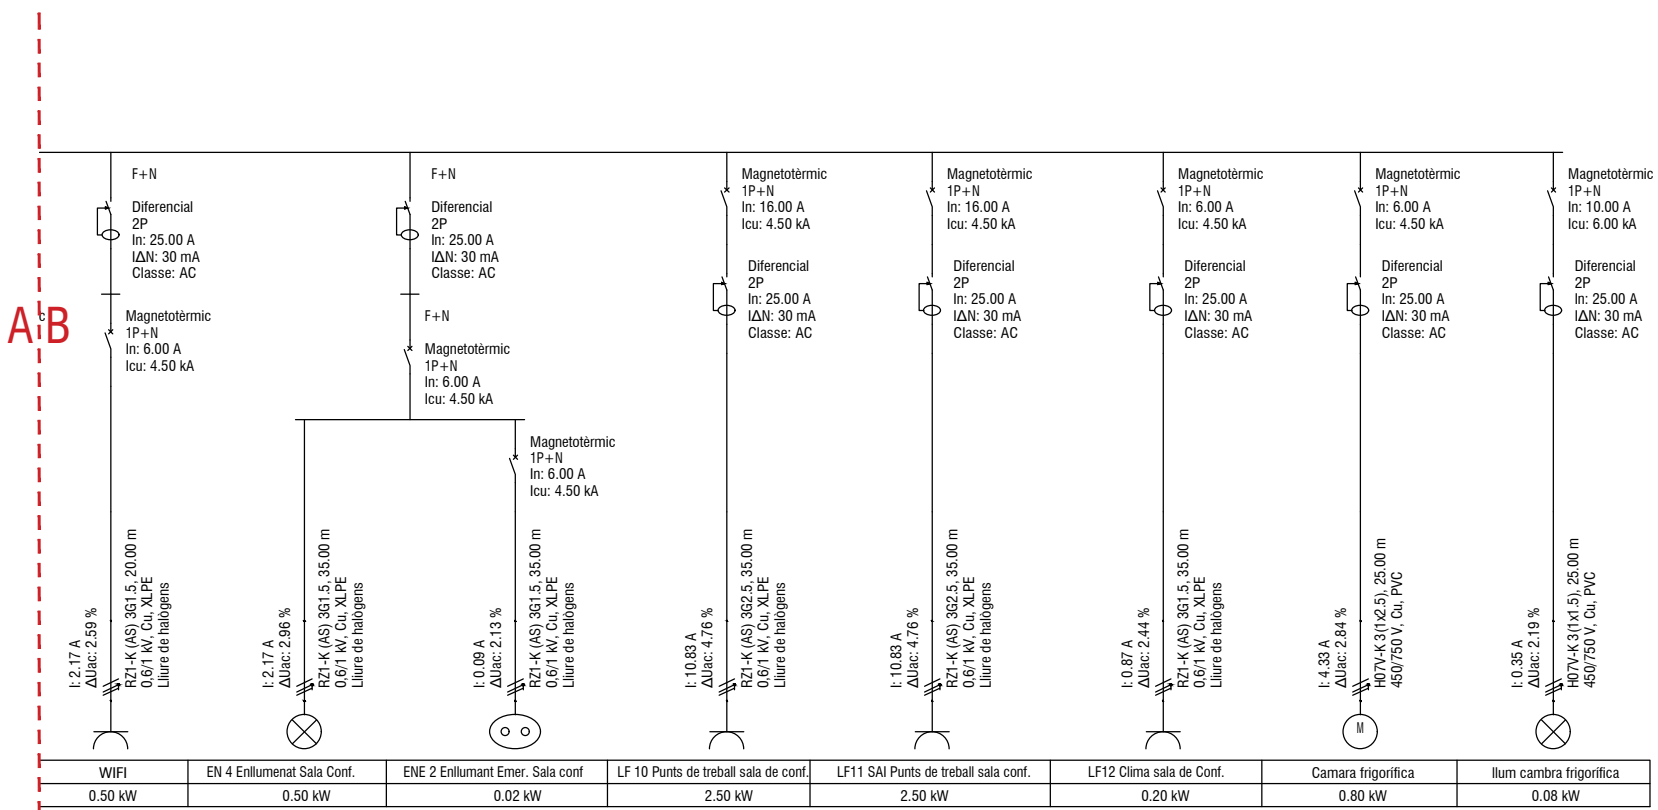 F+N
Diferencial
2P
In: 25.00 A
IΔN: 30 mA
Classe: AC
Magnetotèrmic
1P+N
In: 6.00 A
Icu: 4.50 kA
F+N
Diferencial
2P
In: 25.00 A
IΔN: 30 mA
Classe: AC
F+N
Magnetotèrmic
1P+N
In: 6.00 A
Icu: 4.50 kA
Magnetotèrmic
1P+N
In: 6.00 A
Icu: 4.50 kA
Magnetotèrmic
1P+N
In: 16.00 A
Icu: 4.50 kA
Diferencial
2P
In: 25.00 A
IΔN: 30 mA
Classe: AC
Magnetotèrmic
1P+N
In: 16.00 A
Icu: 4.50 kA
Diferencial
2P
In: 25.00 A
IΔN: 30 mA
Classe: AC
Magnetotèrmic
1P+N
In: 6.00 A
Icu: 4.50 kA
Diferencial
2P
In: 25.00 A
IΔN: 30 mA
Classe: AC
Magnetotèrmic
1P+N
In: 6.00 A
Icu: 4.50 kA
Diferencial
2P
In: 25.00 A
IΔN: 30 mA
Classe: AC
Magnetotèrmic
1P+N
In: 10.00 A
Icu: 6.00 kA
Diferencial
2P
In: 25.00 A
IΔN: 30 mA
Classe: AC
A B
I: 2.17 A
ΔUac: 2.59 %
RZ1-K (AS) 3G1.5, 20.00 m
0,6/1 kV, Cu, XLPE
Lliure de halògens
I: 2.17 A
ΔUac: 2.96 %
RZ1-K (AS) 3G1.5, 35.00 m
0,6/1 kV, Cu, XLPE
Lliure de halògens
I: 0.09 A
ΔUac: 2.13 %
RZ1-K (AS) 3G1.5, 35.00 m
0,6/1 kV, Cu, XLPE
Lliure de halògens
I: 10.83 A
ΔUac: 4.76 %
RZ1-K (AS) 3G2.5, 35.00 m
0,6/1 kV, Cu, XLPE
Lliure de halògens
I: 10.83 A
ΔUac: 4.76 %
RZ1-K (AS) 3G2.5, 35.00 m
0,6/1 kV, Cu, XLPE
Lliure de halògens
I: 0.87 A
ΔUac: 2.44 %
RZ1-K (AS) 3G1.5, 35.00 m
0,6/1 kV, Cu, XLPE
Lliure de halògens
I: 4.33 A
ΔUac: 2.84 %
H07V-K 3(1x2.5), 25.00 m
450/750 V, Cu, PVC
I: 0.35 A
ΔUac: 2.19 %
H07V-K 3(1x1.5), 25.00 m
450/750 V, Cu, PVC
M
WIFI EN 4 Enllumenat Sala Conf. ENE 2 Enllumant Emer. Sala conf LF 10 Punts de treball sala de conf. LF11 SAI Punts de treball sala conf. LF12 Clima sala de Conf. Camara frigorífica llum cambra frigorífica
0.50 kW 0.50 kW 0.02 kW 2.50 kW 2.50 kW 0.20 kW 0.80 kW 0.08 kW